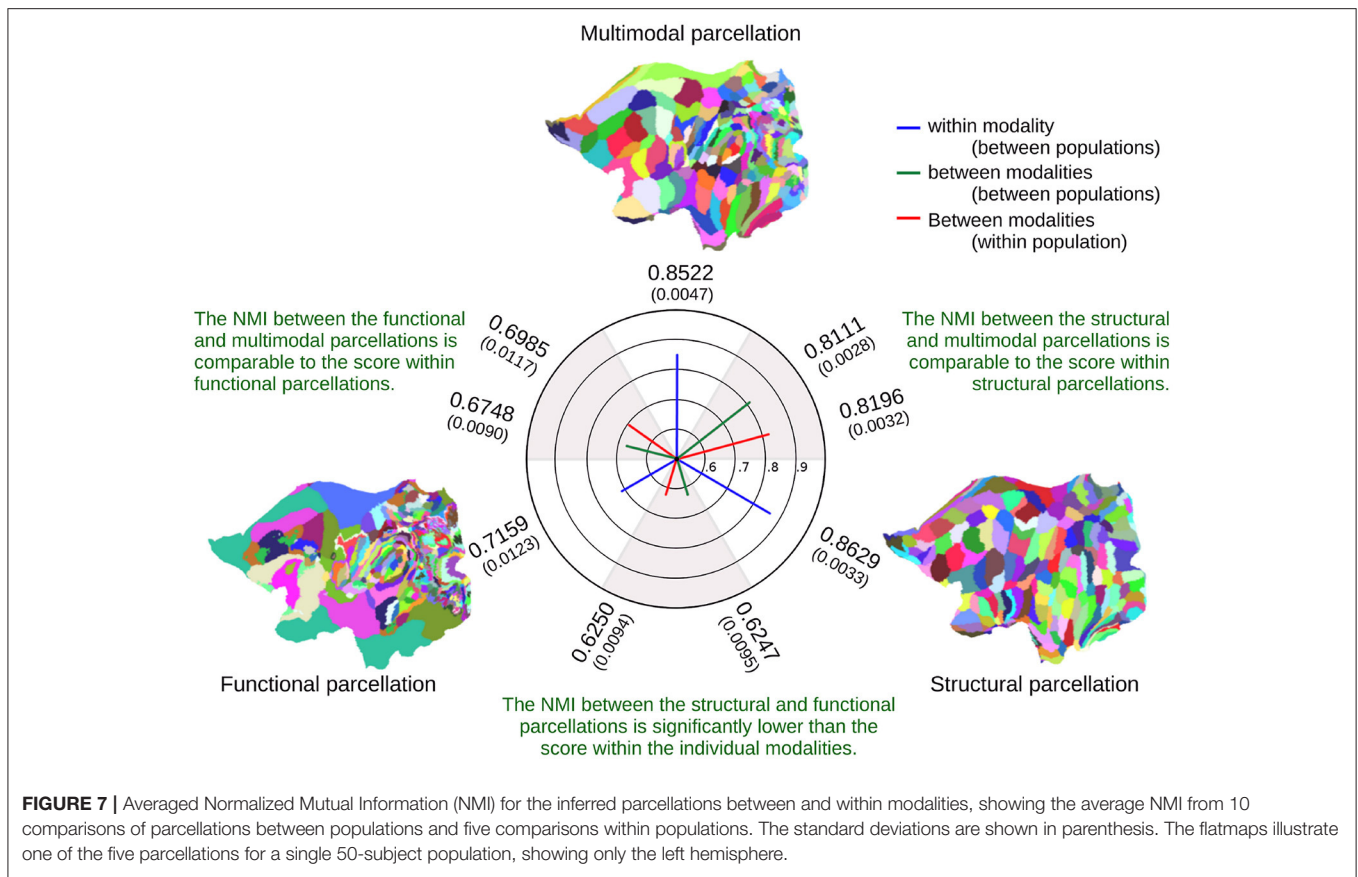 Multimodal parcellation
within modality
(between populations)
between modalities
(between populations)
Between modalities
(within population)
0.8522
(0.0047)
The NMI between the functional
and multimodal parcellations is
comparable to the score within
functional parcellations.
0.6985
(0.0117)
0.8111
(0.0028)
The NMI between the structural
and multimodal parcellations is
comparable to the score within
structural parcellations.
0.6748
(0.0090)
0.8196
(0.0032)
.6 .7 .8 .9
0.7159
(0.0123)
0.8629
(0.0033)
0.6250
(0.0094)
0.6247
(0.0095)
Functional parcellation
Structural parcellation
The NMI between the structural and functional
parcellations is significantly lower than the
score within the individual modalities.
FIGURE 7 | Averaged Normalized Mutual Information (NMI) for the inferred parcellations between and within modalities, showing the average NMI from 10
comparisons of parcellations between populations and five comparisons within populations. The standard deviations are shown in parenthesis. The flatmaps illustrate
one of the five parcellations for a single 50-subject population, showing only the left hemisphere.